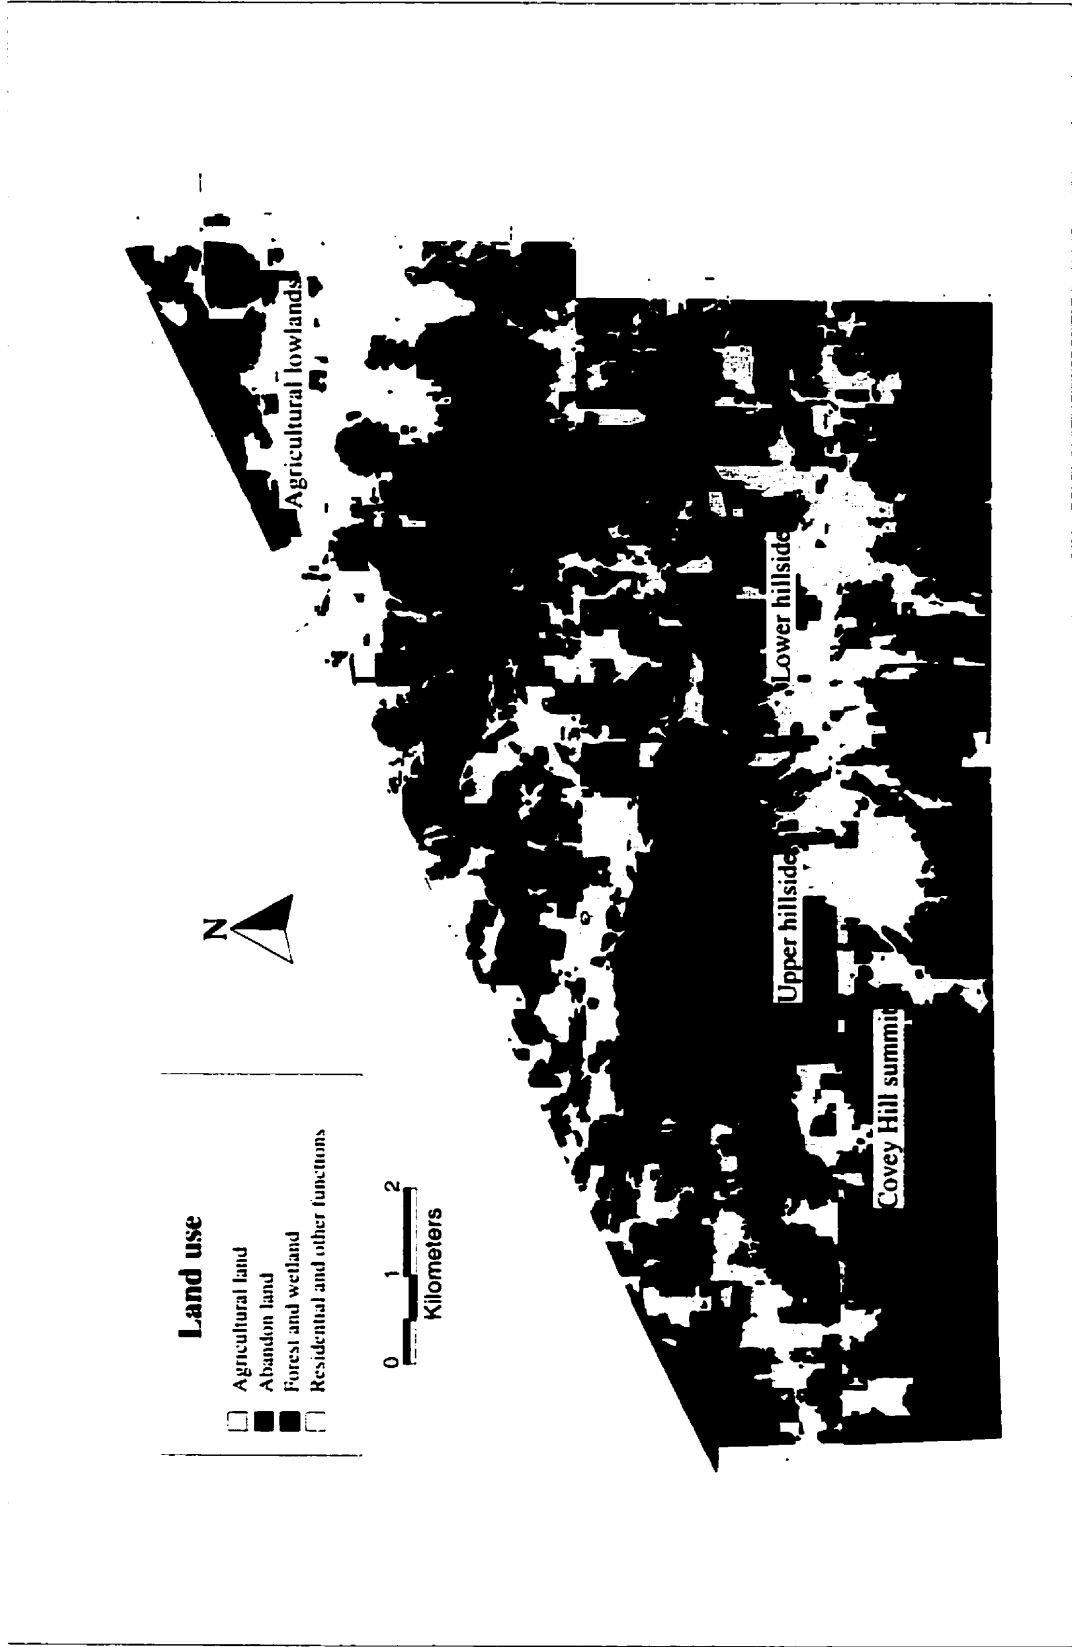 Land use
Agricultural land
Abandon land
Forest and wetland
Residential and other functions
0 1 2
Kilometers
N
Agricultural lowlands
Lower hillside
Upper hillside
Covey Hill summit